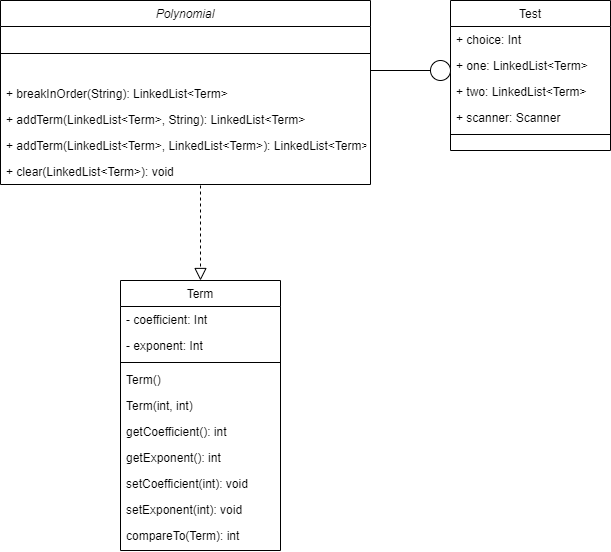 Polynomial
+ breakInOrder(String): LinkedList<Term>
+ addTerm(LinkedList<Term>, String): LinkedList<Term>
+ addTerm(LinkedList<Term>, LinkedList<Term>): LinkedList<Term>
+ clear(LinkedList<Term>): void
Test
+ choice: Int
+ one: LinkedList<Term>
+ two: LinkedList<Term>
+ scanner: Scanner
Term
- coefficient: Int
- exponent: Int
Term()
Term(int, int)
getCoefficient(): int
getExponent(): int
setCoefficient(int): void
setExponent(int): void
compareTo(Term): int